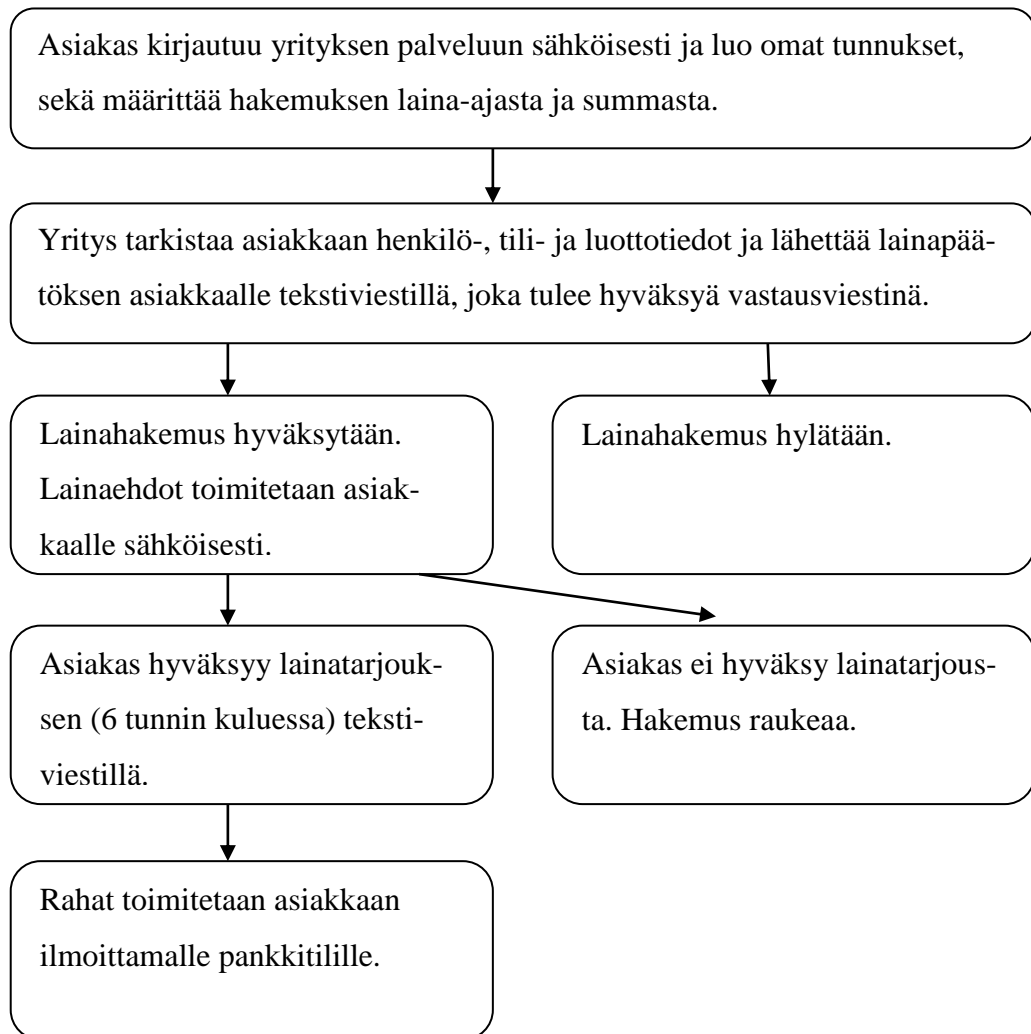 Asiakas kirjautuu yrityksen palveluun sähköisesti ja luo omat tunnukset,
sekä määrittää hakemuksen laina-ajasta ja summasta.
Yritys tarkistaa asiakkaan henkilö-, tili- ja luottotiedot ja lähettää lainapää-
töksen asiakkaalle tekstiviestillä, joka tulee hyväksyä vastausviestinä.
Lainahakemus hyväksytään.
Lainaehdot toimitetaan asiak-
kaalle sähköisesti.
Lainahakemus hylätään.
Asiakas hyväksyy lainatarjouk-
sen (6 tunnin kuluessa) teksti-
viestillä.
Asiakas ei hyväksy lainatarjous-
ta. Hakemus raukeaa.
Rahat toimitetaan asiakkaan
ilmoittamalle pankkitilille.